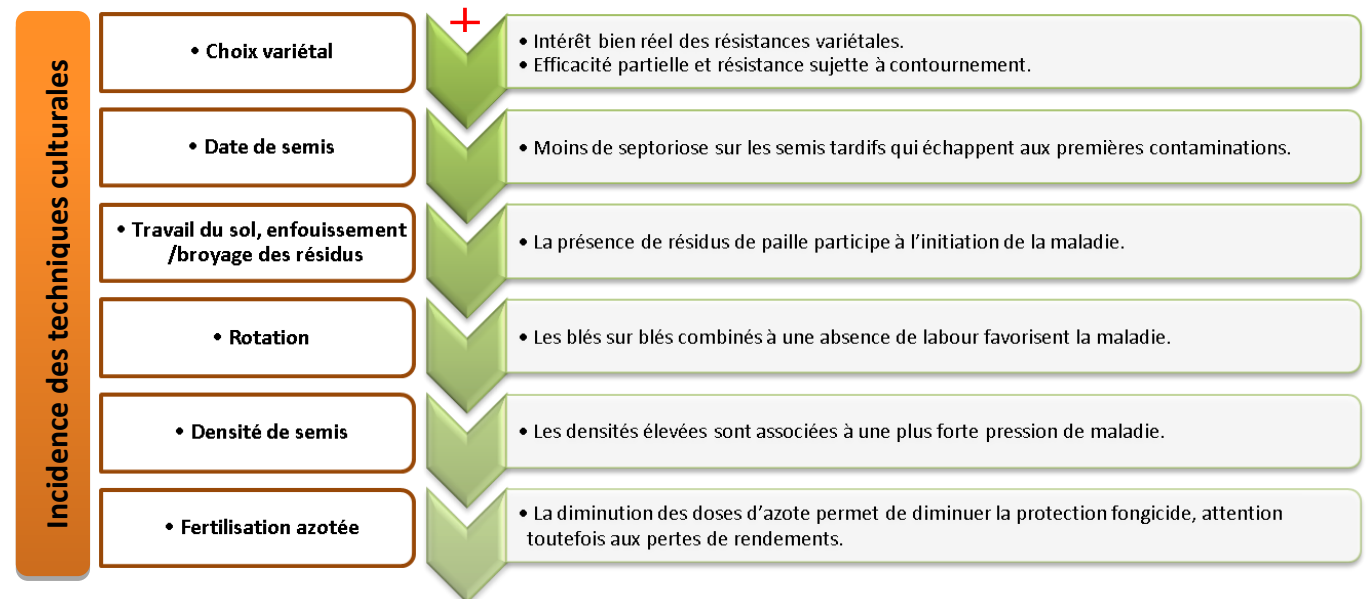 Incidence des techniques culturales
+
• Choix variétal
• Intérêt bien réel des résistances variétales.
• Efficacité partielle et résistance sujette à contournement.
• Date de semis
• Moins de septoriose sur les semis tardifs qui échappent aux premières contaminations.
• Travail du sol, enfouissement
/broyage des résidus
• La présence de résidus de paille participe à l’initiation de la maladie.
• Rotation
• Les blés sur blés combinés à une absence de labour favorisent la maladie.
• Densité de semis
• Les densités élevées sont associées à une plus forte pression de maladie.
• Fertilisation azotée
• La diminution des doses d’azote permet de diminuer la protection fongicide, attention
toutefois aux pertes de rendements.